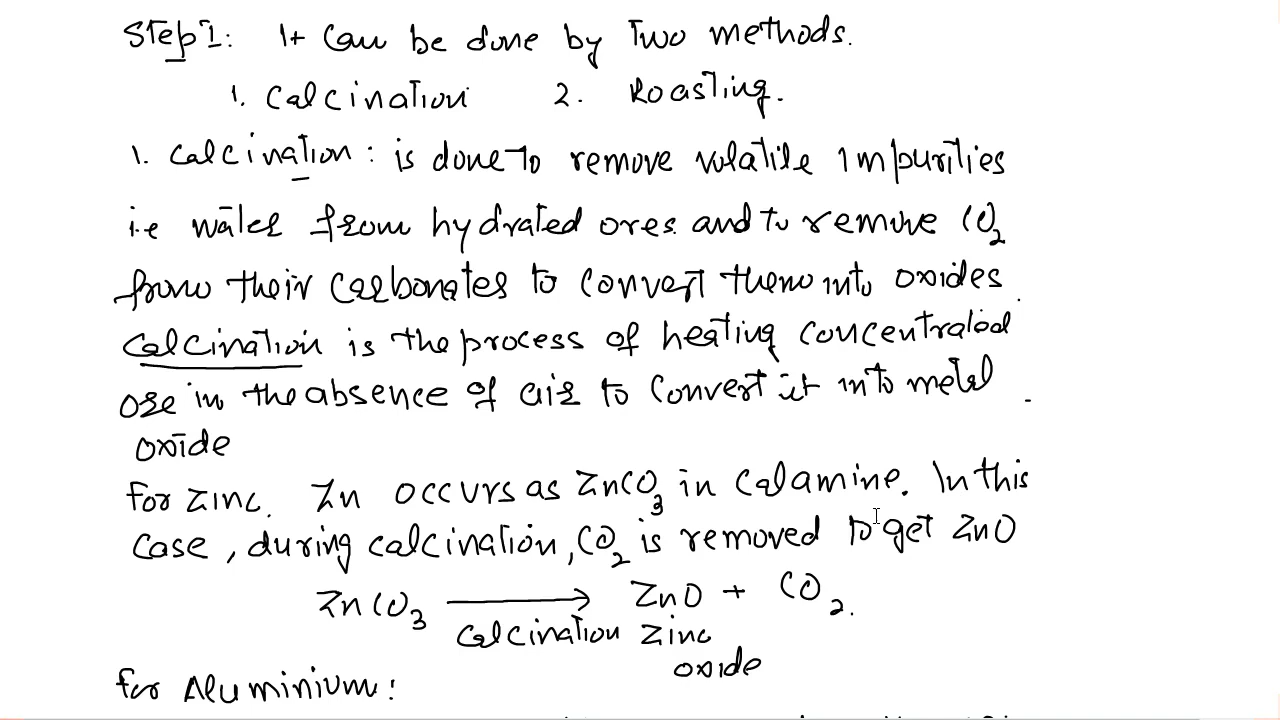 Step 1: It can be done by Two methods.
1. Calcination 2. Roasting.
1. Calcination : is done to remove volatile impurities
i.e water from hydrated ores. and to remove CO2
from their Carbonates to convert them into oxides.
Calcination is the process of heating concentrated
ore in the absence of air to convert it into metal
oxide.
For zinc. Zn occurs as ZnCO3 in Calamine. In this
case, during calcination, CO2 is removed to get ZnO
ZnCO3 → ZnO + CO2.
Calcination Zinc
oxide
for Aluminium: